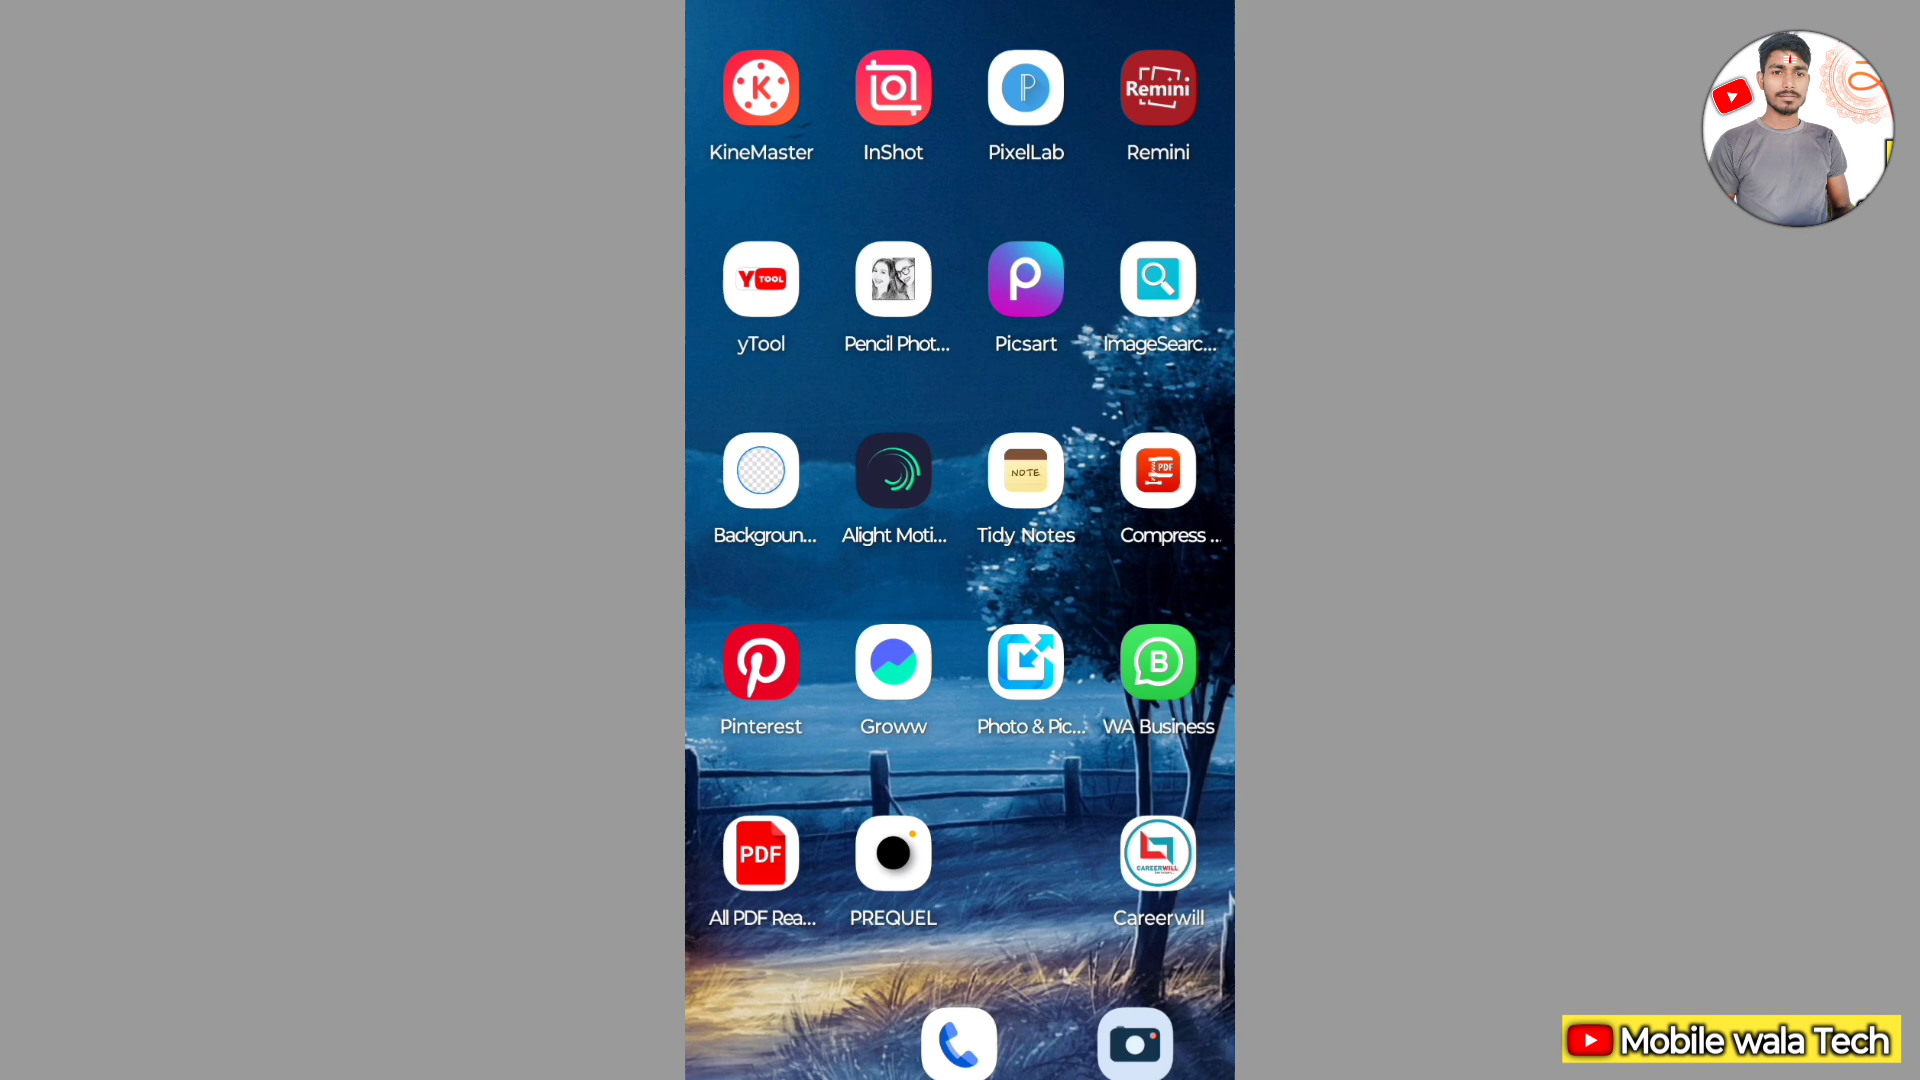 K
Remini
KineMaster
InShot
PixelLab
Remini
Y TOOL
yTool
Pencil Phot...
Picsart
ImageSearc...
NOTE
PDF
Backgroun...
Alight Moti...
Tidy Notes
Compress ...
B
Pinterest
Groww
Photo & Pic...
WA Business
PDF
CAREERWILL
All PDF Rea...
PREQUEL
Careerwill
Mobile wala Tech